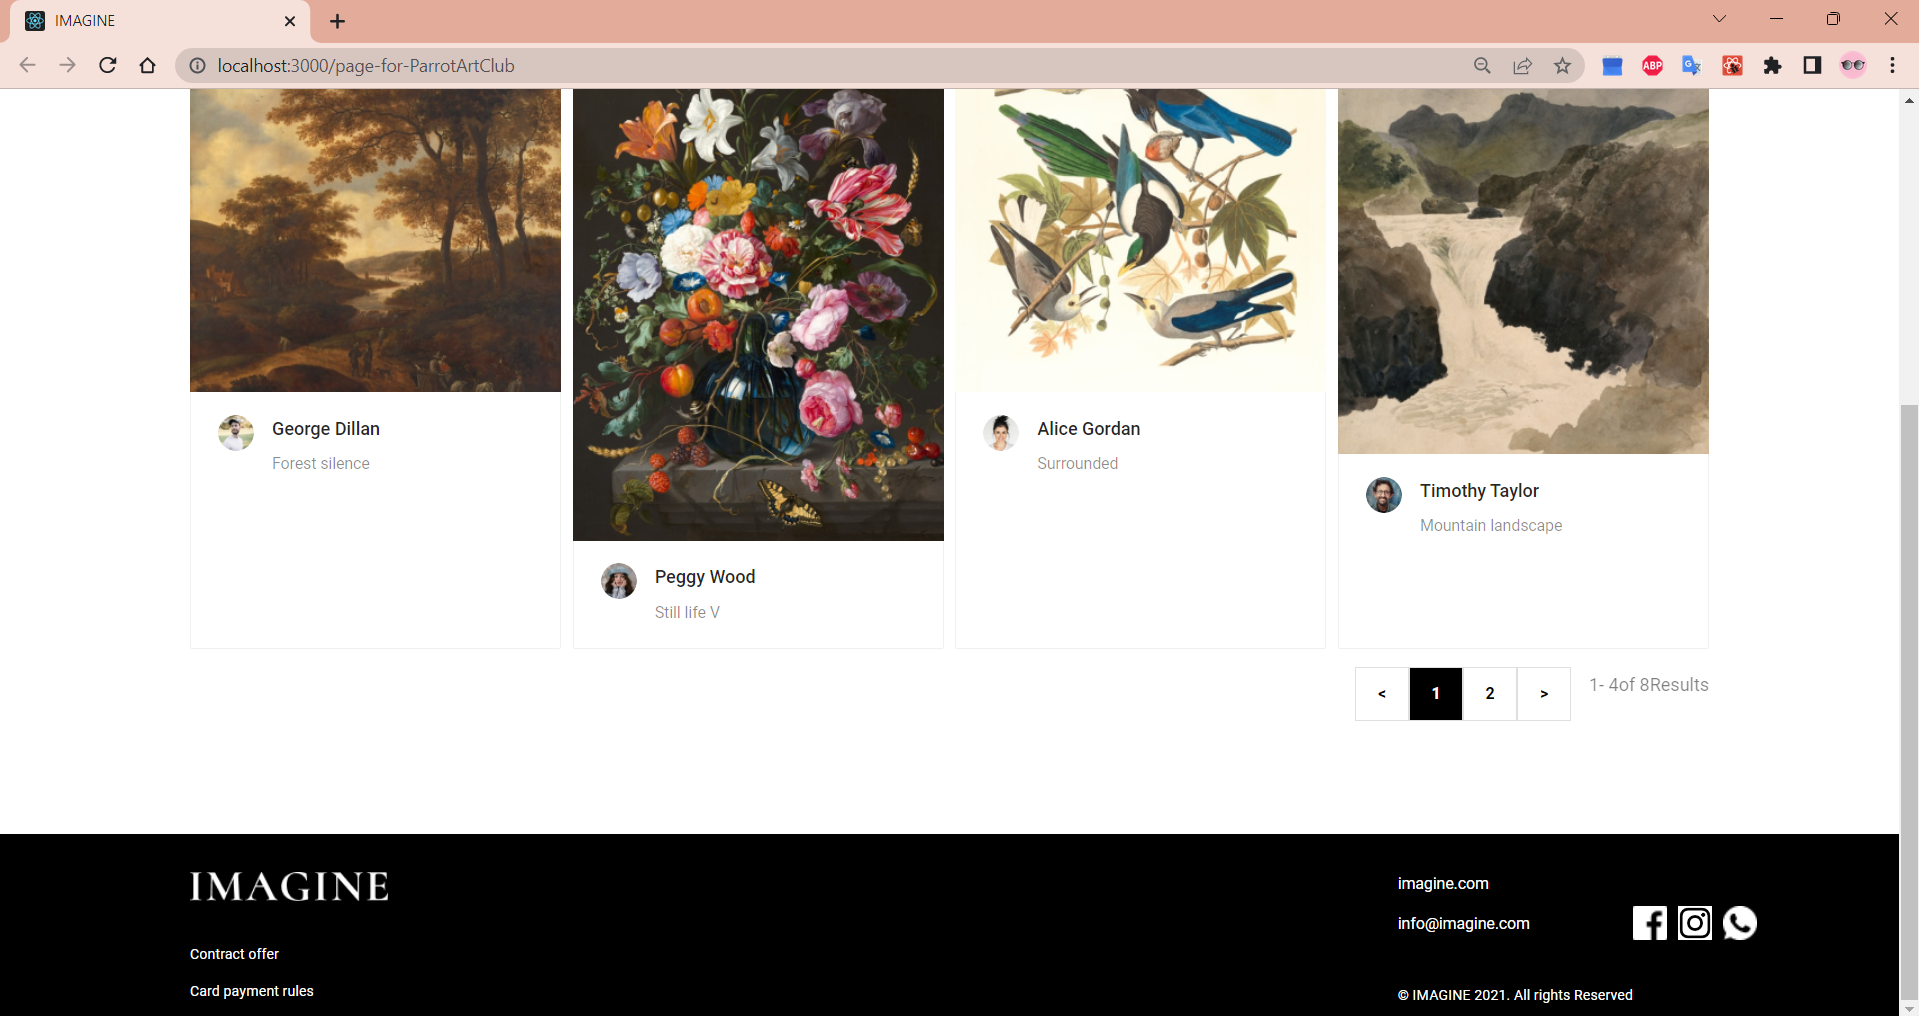 IMAGINE
localhost:3000/page-for-ParrotArtClub
ABP
George Dillan
Forest silence
Peggy Wood
Still life V
Alice Gordan
Surrounded
Timothy Taylor
Mountain landscape
< 1 2 > 1- 4of 8Results
IMAGINE
Contract offer
Card payment rules
imagine.com
info@imagine.com
© IMAGINE 2021. All rights Reserved